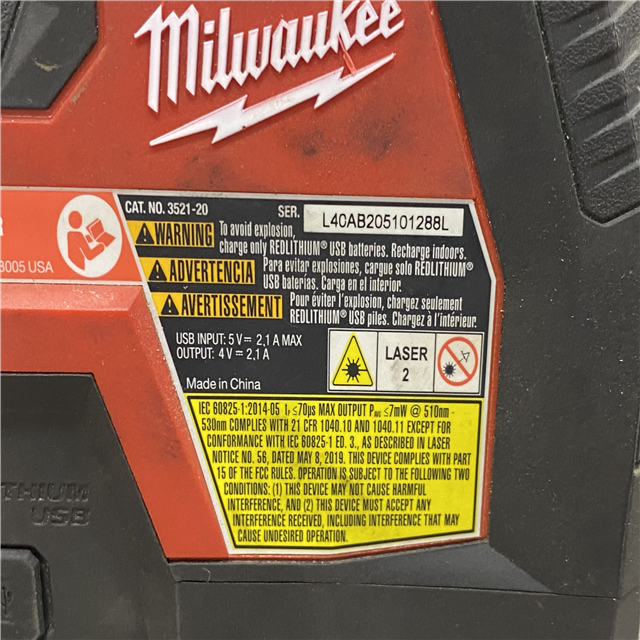 Milwaukee
CAT. NO. 3521-20 SER. L40AB205101288L
R
WARNING To avoid explosion,
charge only REDLITHIUM® USB batteries. Recharge indoors.
ADVERTENCIA Para evitar explosiones, cargue solo REDLITHIUM®
USB baterías. Carga en el interior.
AVERTISSEMENT Pour éviter l'explosion, chargez seulement
REDLITHIUM® USB piles. Chargez à l'intérieur.
3005 USA
USB INPUT: 5V⎓ 2,1 A MAX
OUTPUT: 4V⎓ 2,1 A
LASER
2
Made in China
IEC 60825-1:2014-05 tₚ≤70µs MAX OUTPUT Pavg ≤7mW @ 510nm -
530nm COMPLIES WITH 21 CFR 1040.10 AND 1040.11 EXCEPT FOR
CONFORMANCE WITH IEC 60825-1 ED. 3., AS DESCRIBED IN LASER
NOTICE NO. 56, DATED MAY 8, 2019. THIS DEVICE COMPLIES WITH PART
15 OF THE FCC RULES. OPERATION IS SUBJECT TO THE FOLLOWING TWO
CONDITIONS: (1) THIS DEVICE MAY NOT CAUSE HARMFUL
INTERFERENCE, AND (2) THIS DEVICE MUST ACCEPT ANY
INTERFERENCE RECEIVED, INCLUDING INTERFERENCE THAT MAY
CAUSE UNDESIRED OPERATION.
THIUM
USB